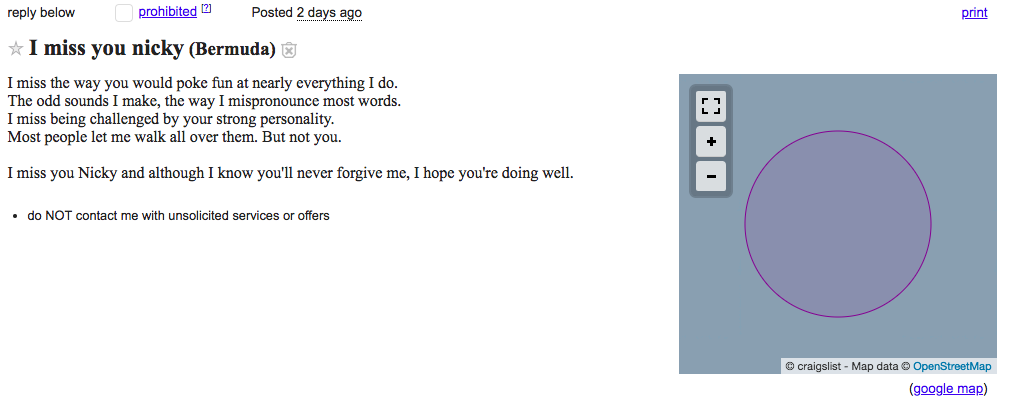 reply below prohibited [?] Posted 2 days ago print
☆ I miss you nicky (Bermuda)
I miss the way you would poke fun at nearly everything I do.
The odd sounds I make, the way I mispronounce most words.
I miss being challenged by your strong personality.
Most people let me walk all over them. But not you.
I miss you Nicky and although I know you'll never forgive me, I hope you're doing well.
• do NOT contact me with unsolicited services or offers
+
−
© craigslist - Map data © OpenStreetMap
(google map)